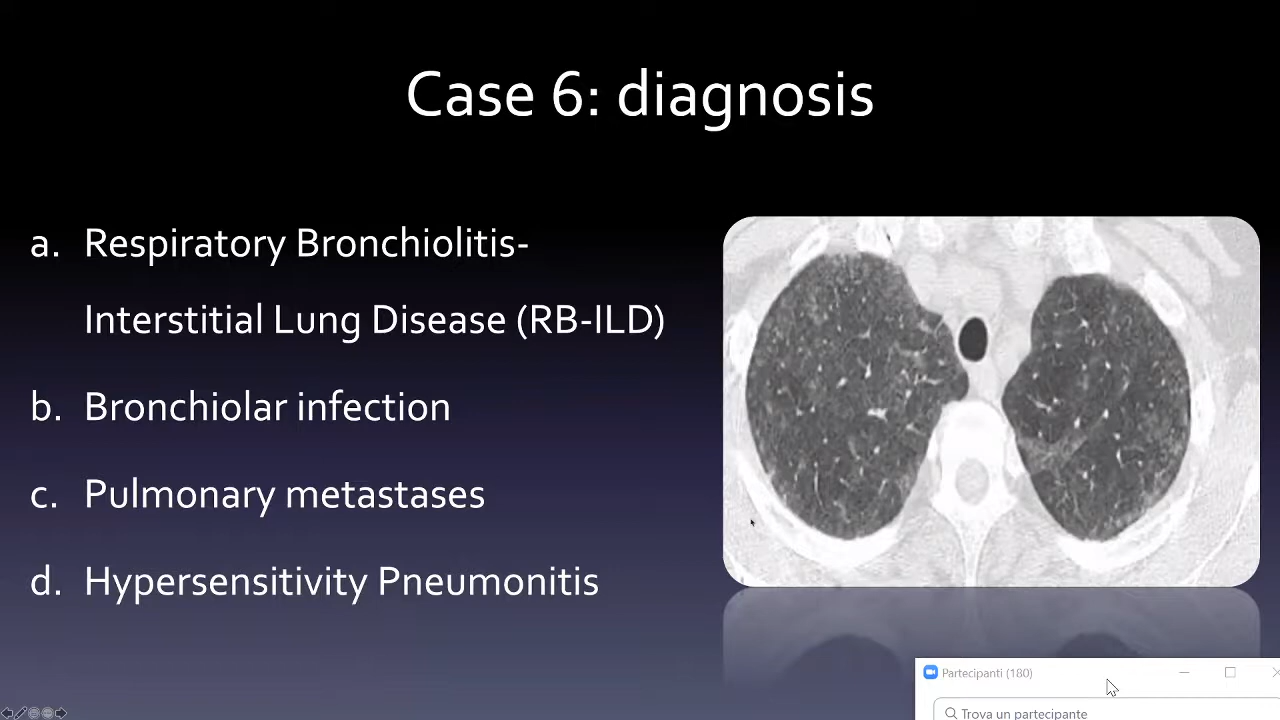 Case 6: diagnosis
a. Respiratory Bronchiolitis-
Interstitial Lung Disease (RB-ILD)
b. Bronchiolar infection
c. Pulmonary metastases
d. Hypersensitivity Pneumonitis
Partecipanti (180)
Trova un partecipante